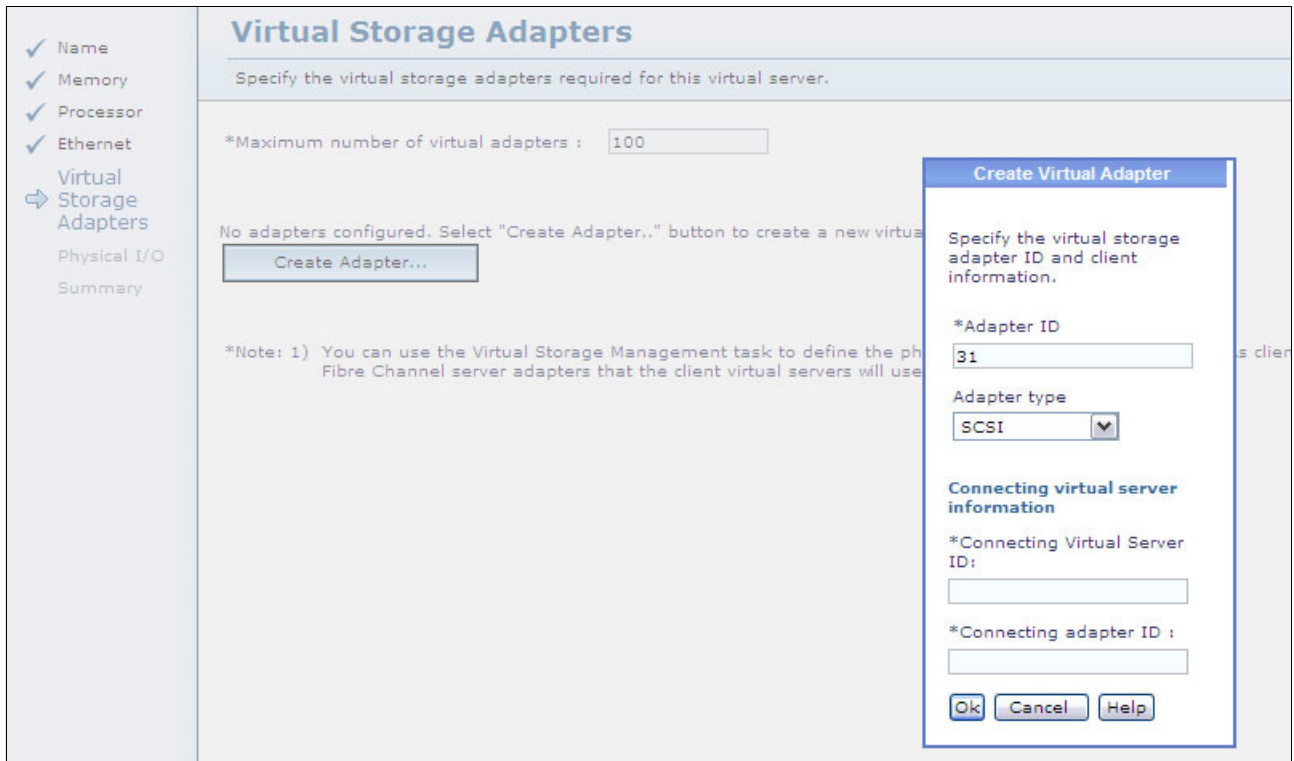 Name
Memory
Processor
Ethernet
Virtual
Storage
Adapters
Physical I/O
Summary
Virtual Storage Adapters
Specify the virtual storage adapters required for this virtual server.
*Maximum number of virtual adapters : 100
No adapters configured. Select "Create Adapter.." button to create a new
Create Adapter...
*Note: 1) You can use the Virtual Storage Management task to define the
Fibre Channel server adapters that the client virtual servers will use
Create Virtual Adapter
Specify the virtual storage
adapter ID and client
information.
*Adapter ID
31
Adapter type
SCSI
Connecting virtual server
information
*Connecting Virtual Server
ID:
*Connecting adapter ID :
Ok Cancel Help